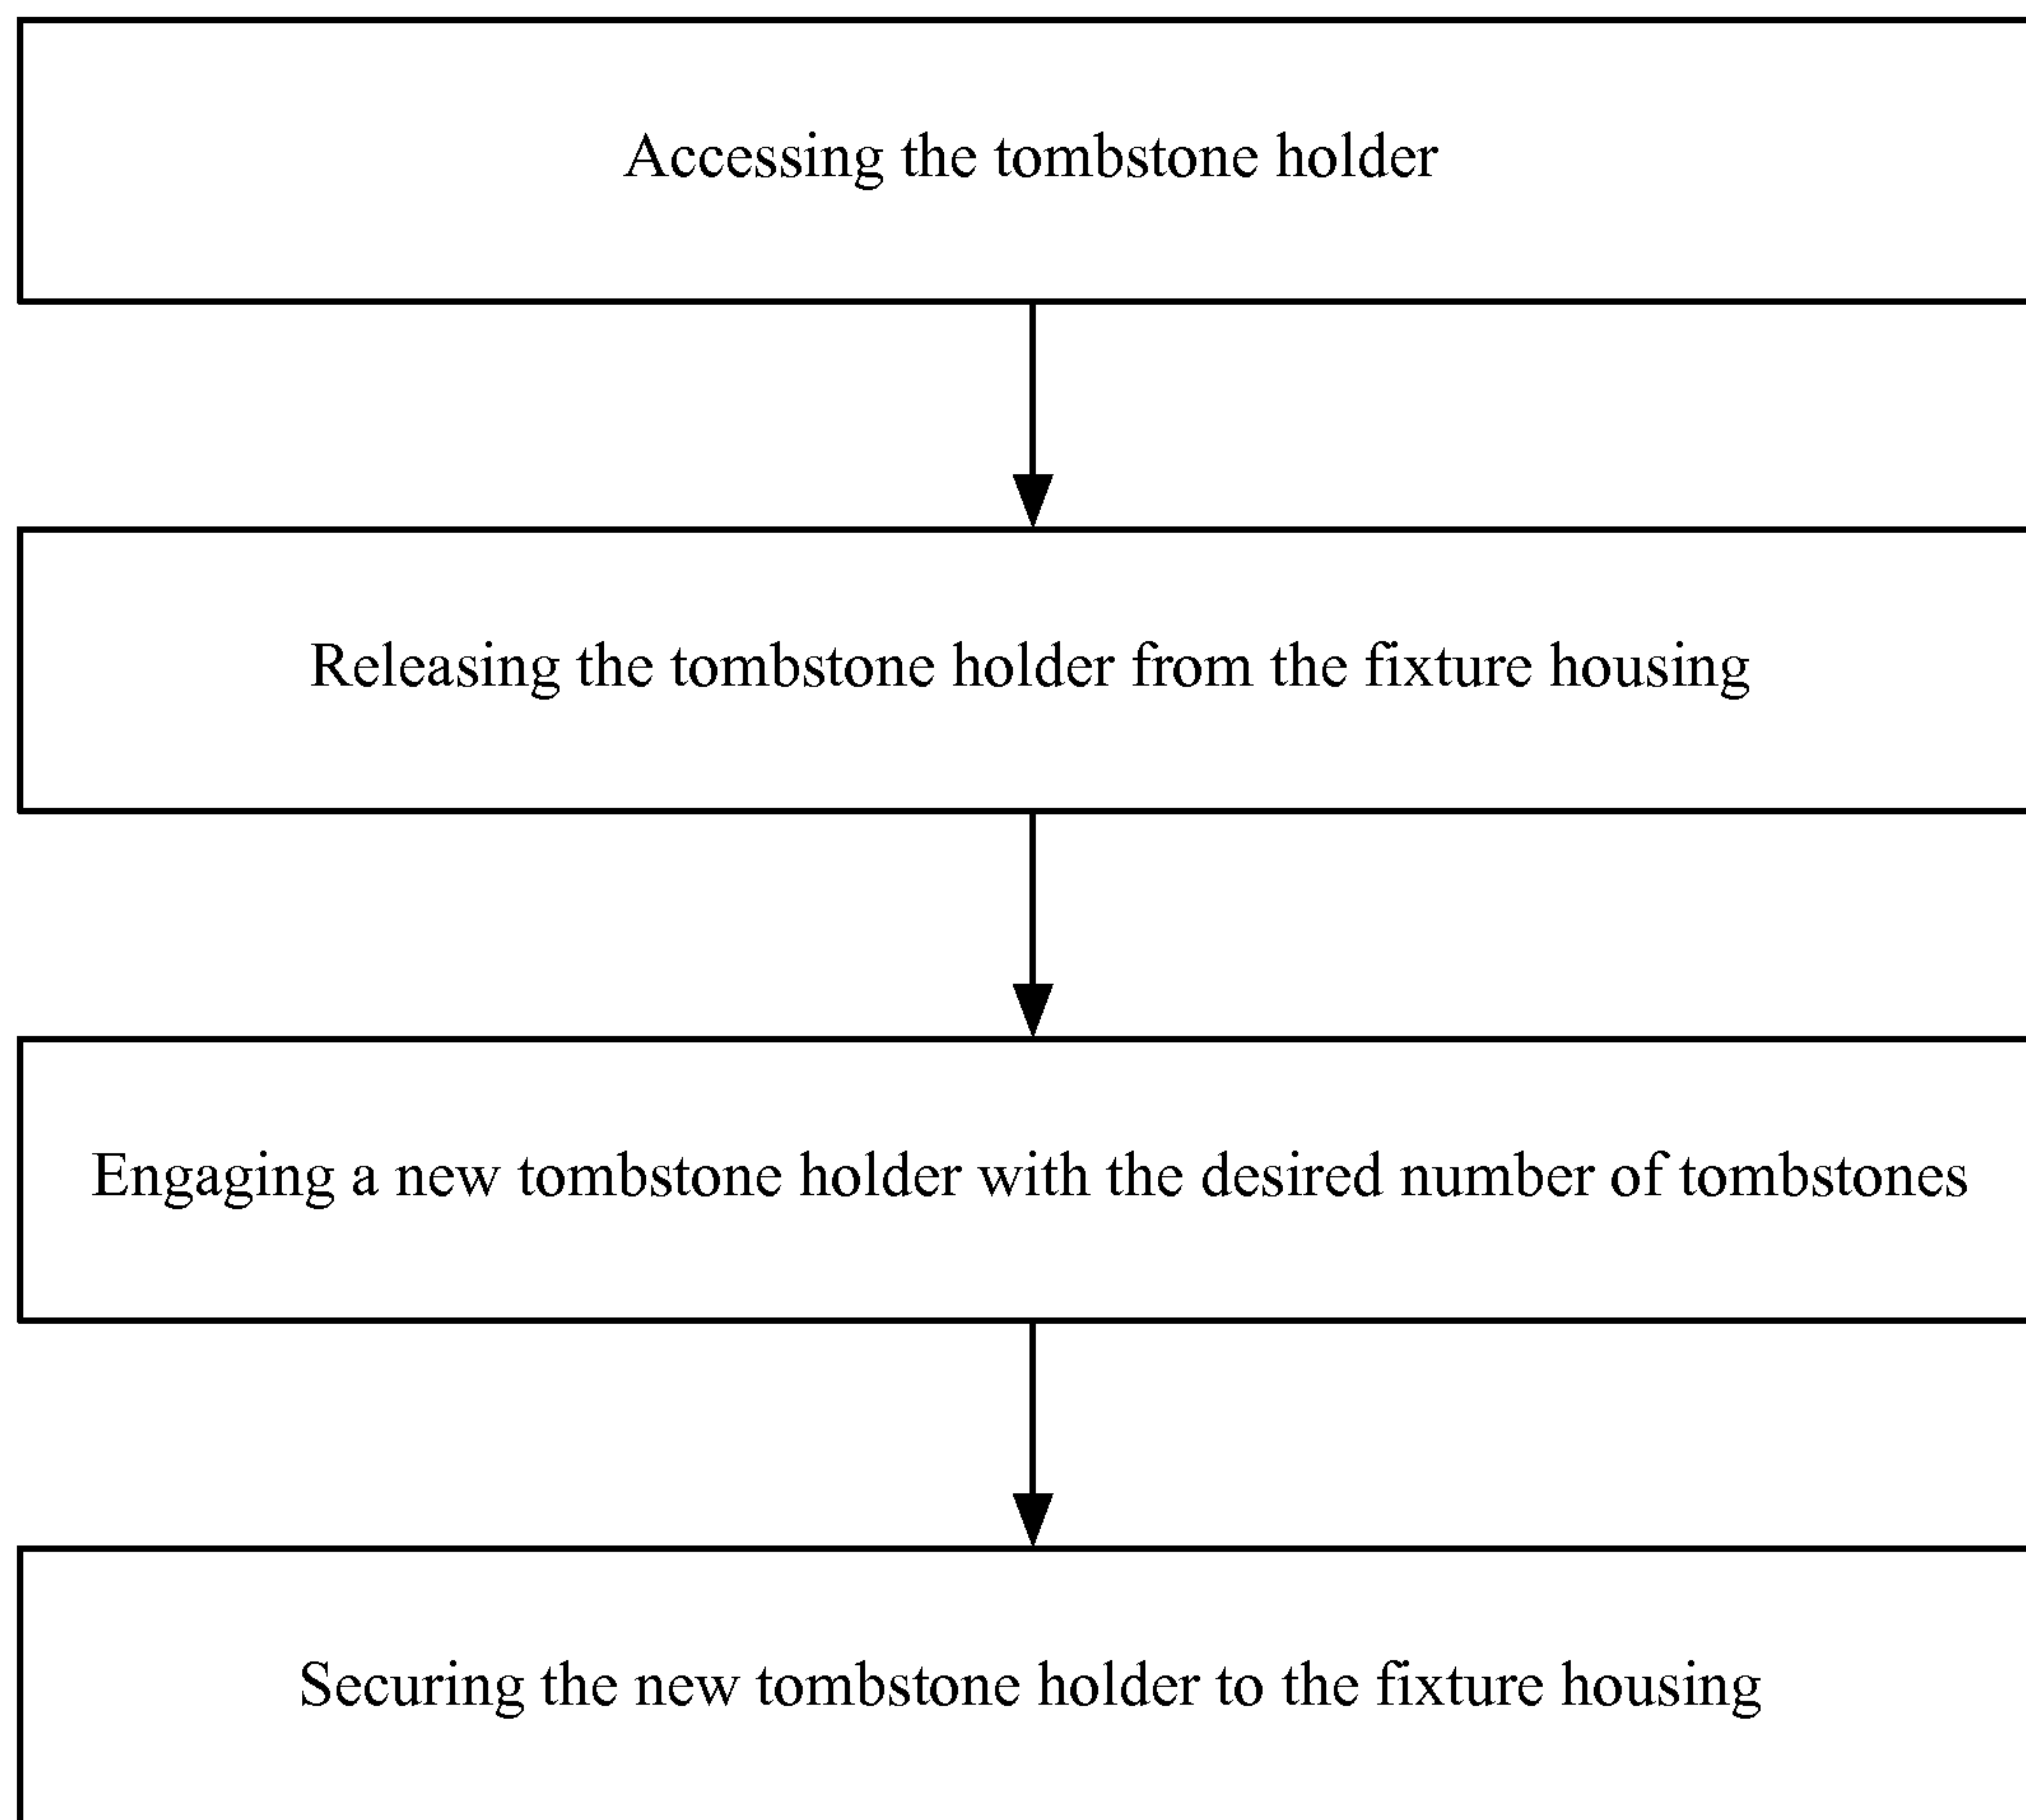 Accessing the tombstone holder
Releasing the tombstone holder from the fixture housing
Engaging a new tombstone holder with the desired number of tombstones
Securing the new tombstone holder to the fixture housing